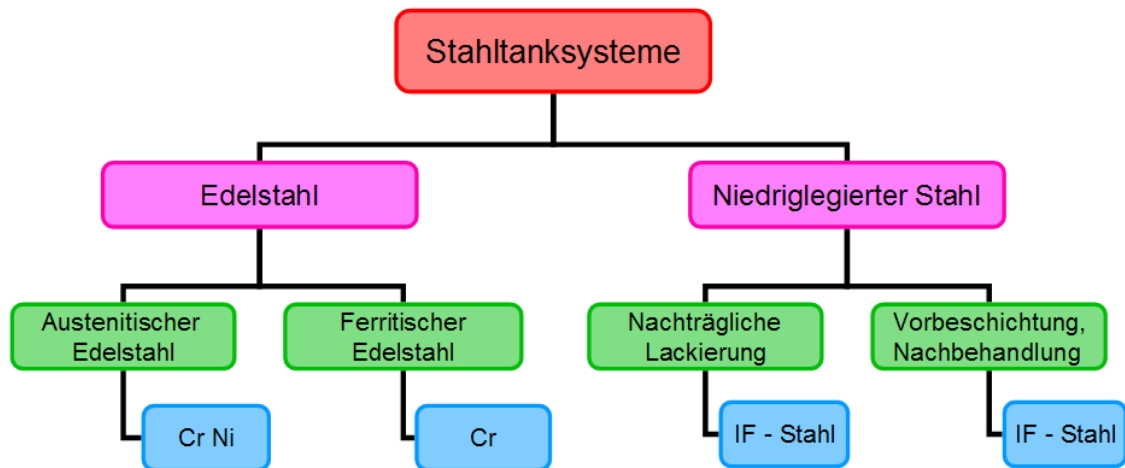 Stahltanksysteme
Edelstahl
Niedriglegierter Stahl
Austenitischer
Edelstahl
Ferritischer
Edelstahl
Nachträgliche
Lackierung
Vorbeschichtung,
Nachbehandlung
Cr Ni
Cr
IF - Stahl
IF - Stahl